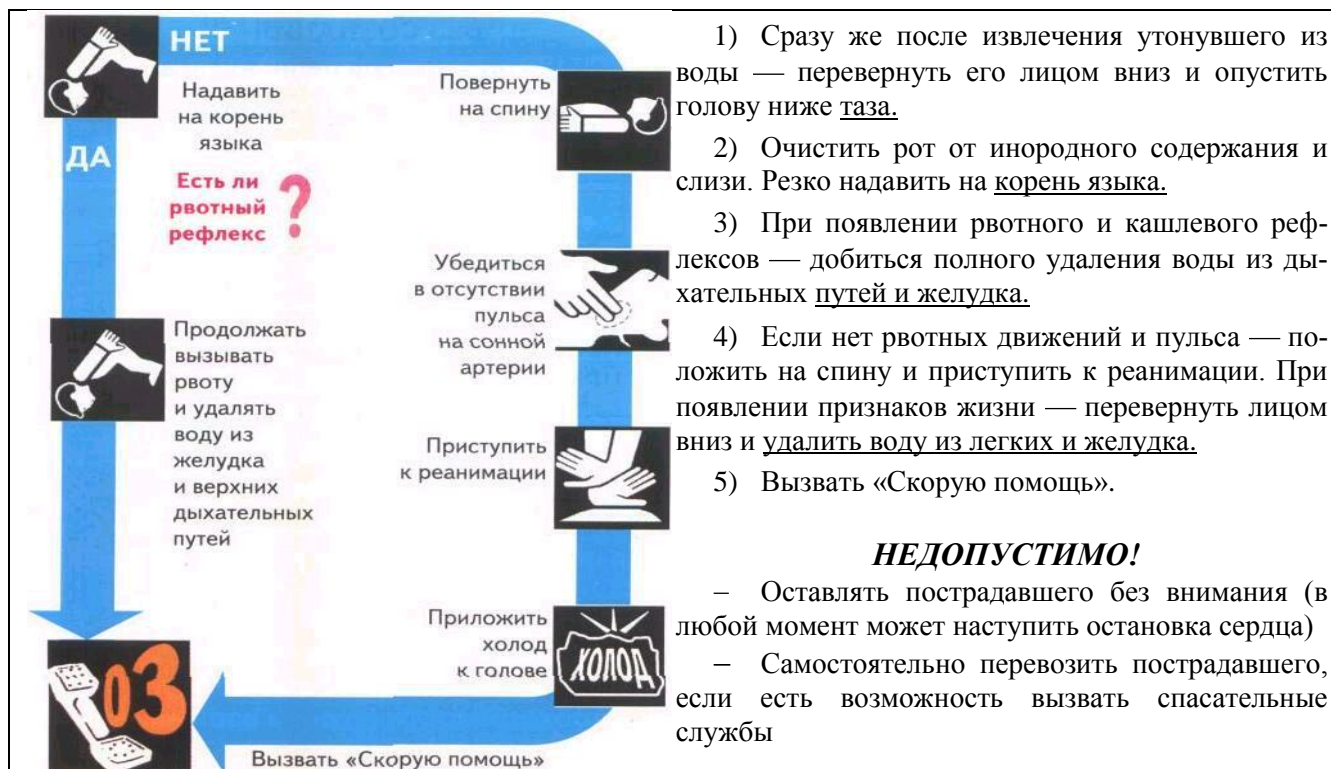 НЕТ
Надавить
на корень
языка
ДА
Есть ли
рвотный
рефлекс
?
Продолжать
вызывать
рвоту
и удалять
воду из
желудка
и верхних
дыхательных
путей
Повернуть
на спину
Убедиться
в отсутствии
пульса
на сонной
артерии
Приступить
к реанимации
Приложить
холод
к голове
ХОЛОД
03
Вызвать «Скорую помощь»
1) Сразу же после извлечения утонувшего из
воды — перевернуть его лицом вниз и опустить
голову ниже таза.
2) Очистить рот от инородного содержания и
слизи. Резко надавить на корень языка.
3) При появлении рвотного и кашлевого реф-
лексов — добиться полного удаления воды из ды-
хательных путей и желудка.
4) Если нет рвотных движений и пульса — по-
ложить на спину и приступить к реанимации. При
появлении признаков жизни — перевернуть лицом
вниз и удалить воду из легких и желудка.
5) Вызвать «Скорую помощь».
НЕДОПУСТИМО!
– Оставлять пострадавшего без внимания (в
любой момент может наступить остановка сердца)
– Самостоятельно перевозить пострадавшего,
если есть возможность вызвать спасательные
службы